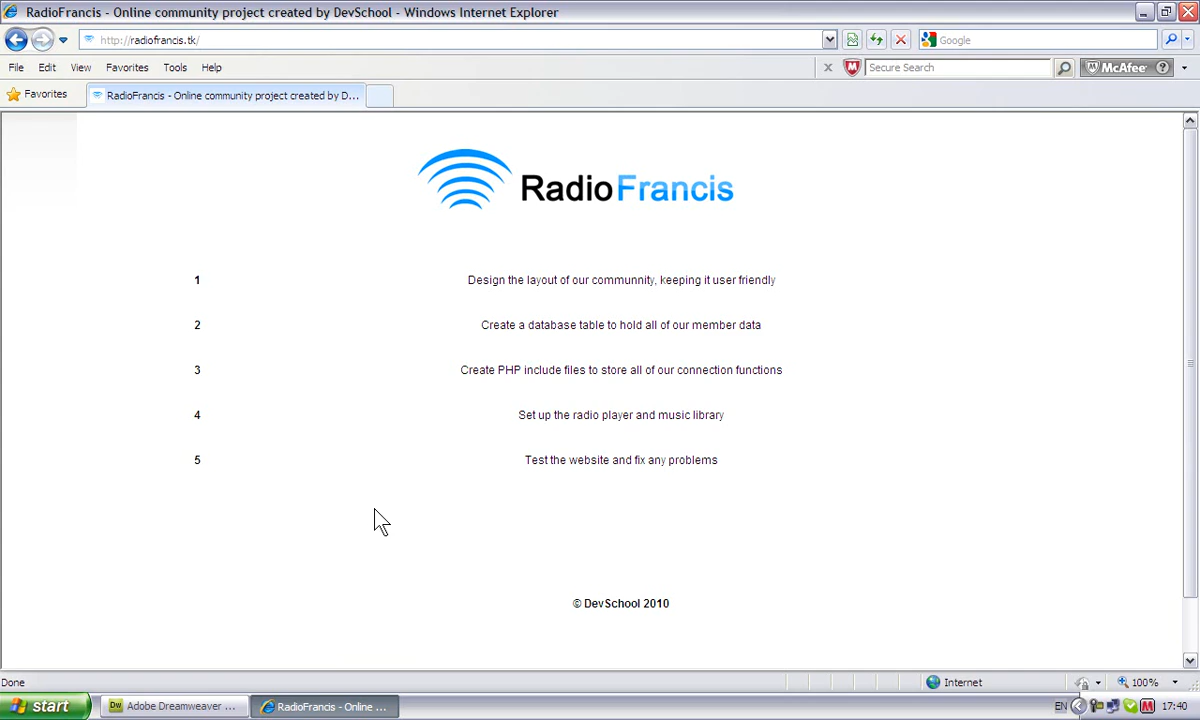 RadioFrancis - Online community project created by DevSchool - Windows Internet Explorer
http://radiofrancis.tk/
Google
File Edit View Favorites Tools Help
Secure Search
McAfee
Favorites
RadioFrancis - Online community project created by D...
RadioFrancis
1 Design the layout of our communnity, keeping it user friendly
2 Create a database table to hold all of our member data
3 Create PHP include files to store all of our connection functions
4 Set up the radio player and music library
5 Test the website and fix any problems
© DevSchool 2010
Done
Internet
100%
start
Adobe Dreamweaver ...
RadioFrancis - Online ...
EN
17:40